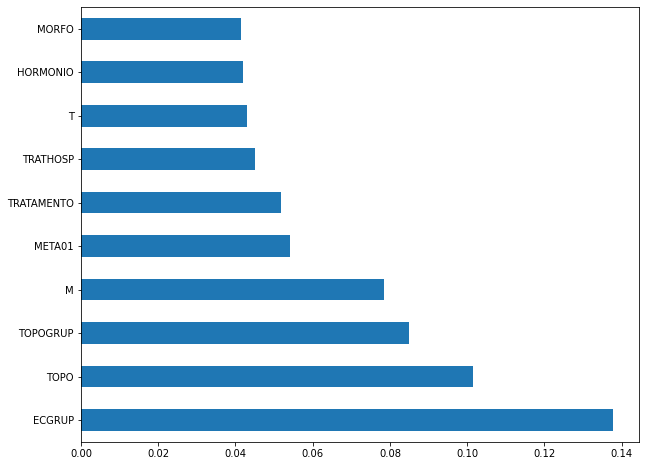 MORFO
HORMONIO
T
TRATHOSP
TRATAMENTO
META01
M
TOPOGRUP
TOPO
ECGRUP
0.00 0.02 0.04 0.06 0.08 0.10 0.12 0.14